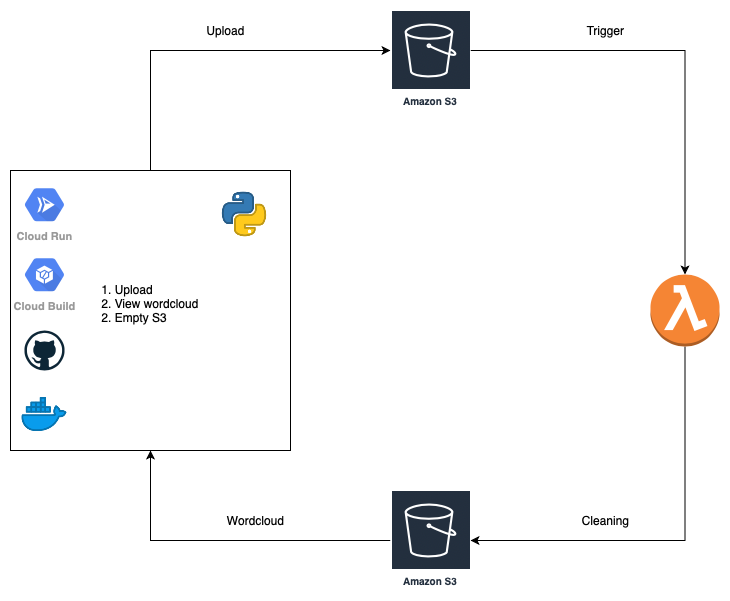 Upload
Trigger
Amazon S3
Cloud Run
Cloud Build
1. Upload
2. View wordcloud
2. Empty S3
Wordcloud
Cleaning
Amazon S3